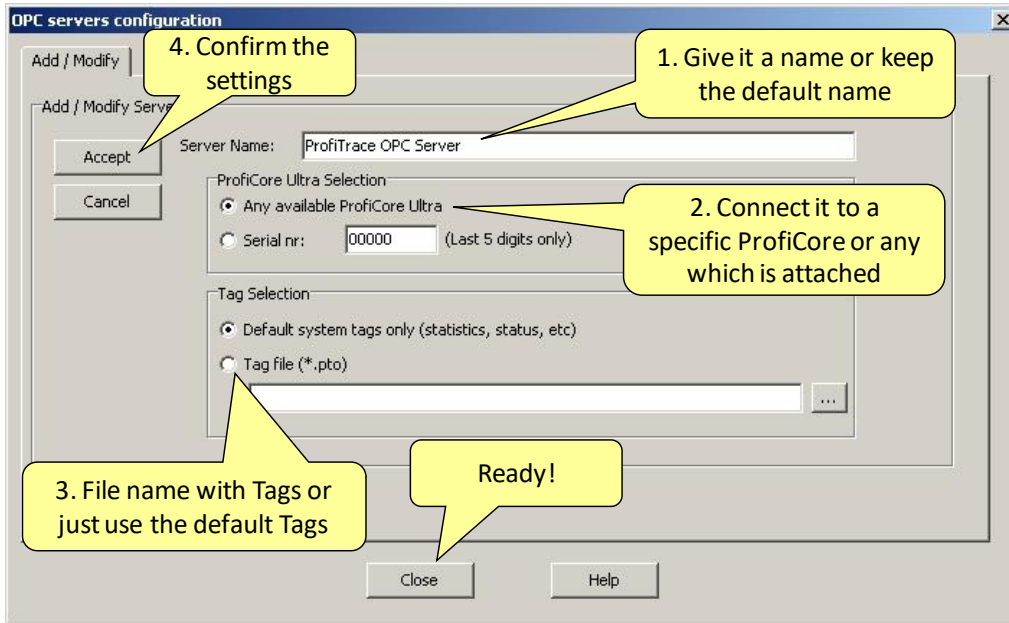 OPC servers configuration
4. Confirm the
settings
1. Give it a name or keep
the default name
Add / Modify
Add / Modify Serve
Accept
Server Name:
ProfiTrace OPC Server
Cancel
ProfiCore Ultra Selection
Any available ProfiCore Ultra
Serial nr:
00000
(Last 5 digits only)
2. Connect it to a
specific ProfiCore or any
which is attached
Tag Selection
Default system tags only (statistics, status, etc)
Tag file (*.pto)
...
3. File name with Tags or
just use the default Tags
Ready!
Close
Help